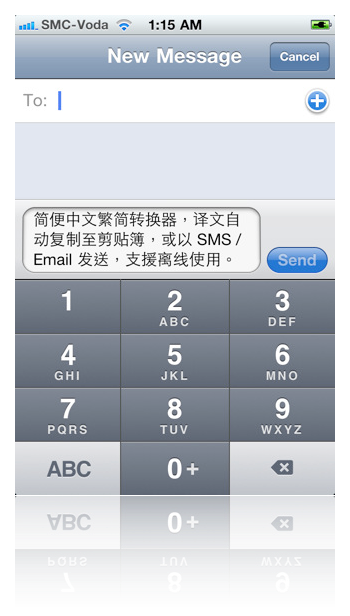 SMC-Voda 1:15 AM
New Message Cancel
To:
简便中文繁简转换器，译文自
动复制至剪贴簿，或以 SMS /
Email 发送，支援离线使用。
Send
1 2 3
ABC DEF
4 5 6
GHI JKL MNO
7 8 9
PQRS TUV WXYZ
ABC 0+